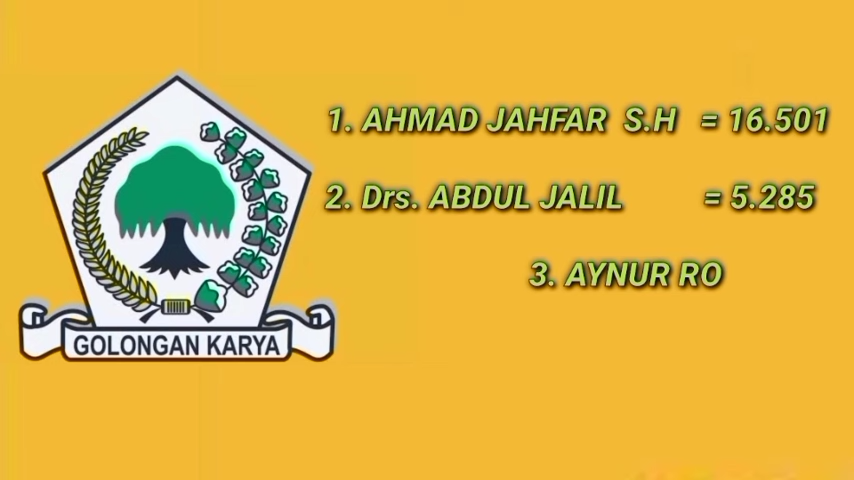 1. AHMAD JAHFAR S.H = 16.501
2. Drs. ABDUL JALIL = 5.285
3. AYNUR RO
GOLONGAN KARYA